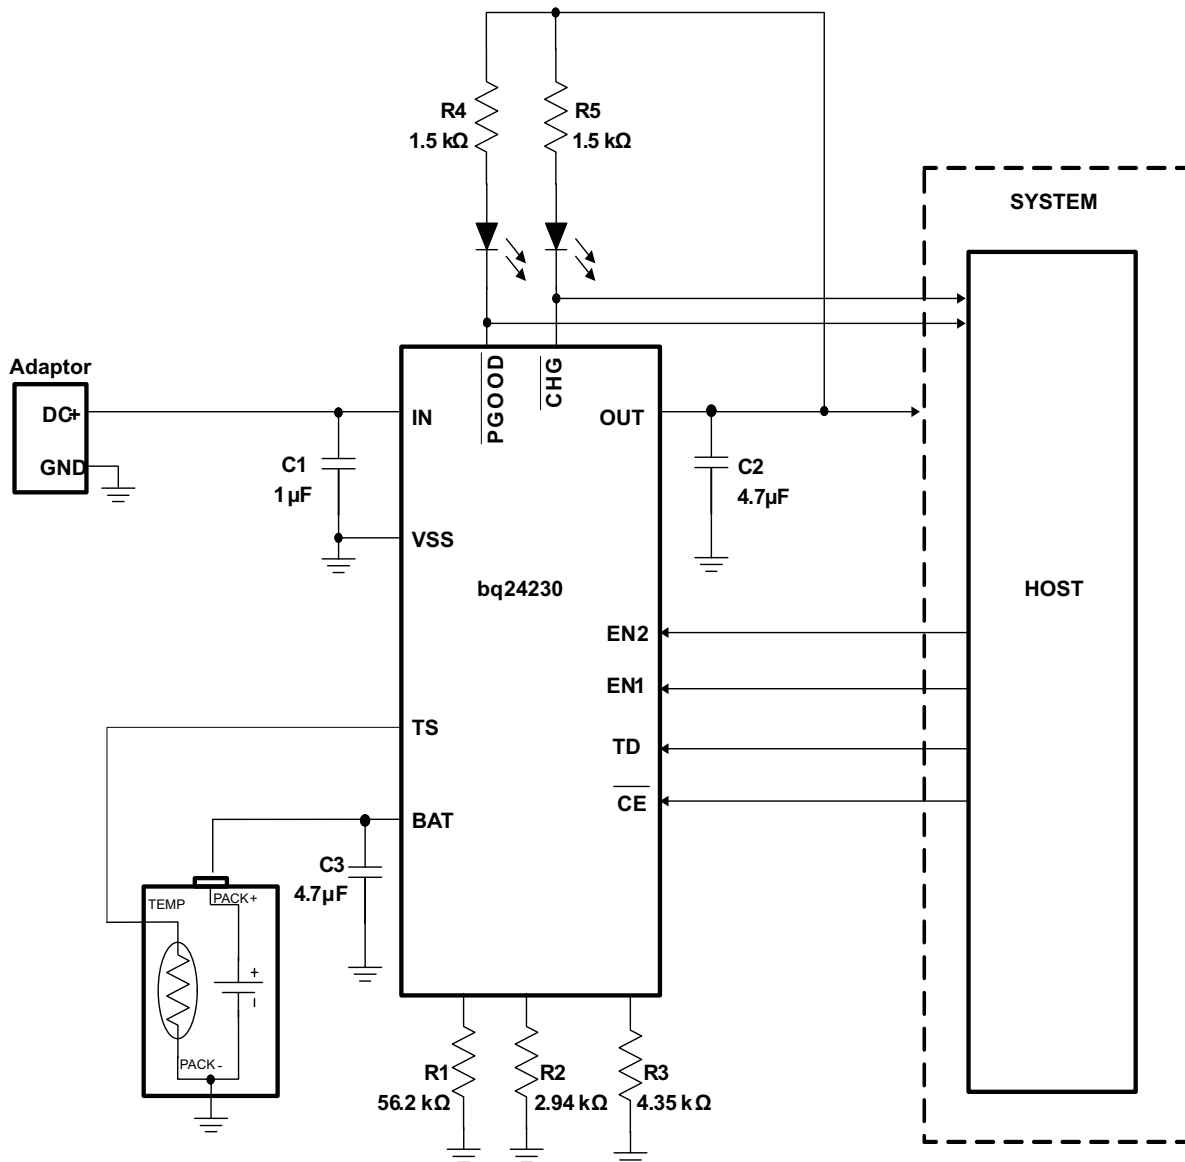 R4
1.5 kΩ
R5
1.5 kΩ
SYSTEM
Adaptor
DC+
GND
C1
1 µF
IN
PGOOD
CHG
OUT
C2
4.7µF
VSS
bq24230
HOST
EN2
EN1
TS
TD
CE
BAT
C3
4.7µF
TEMP
PACK+
+
−
PACK-
R1
56.2 kΩ
R2
2.94 kΩ
R3
4.35 kΩ